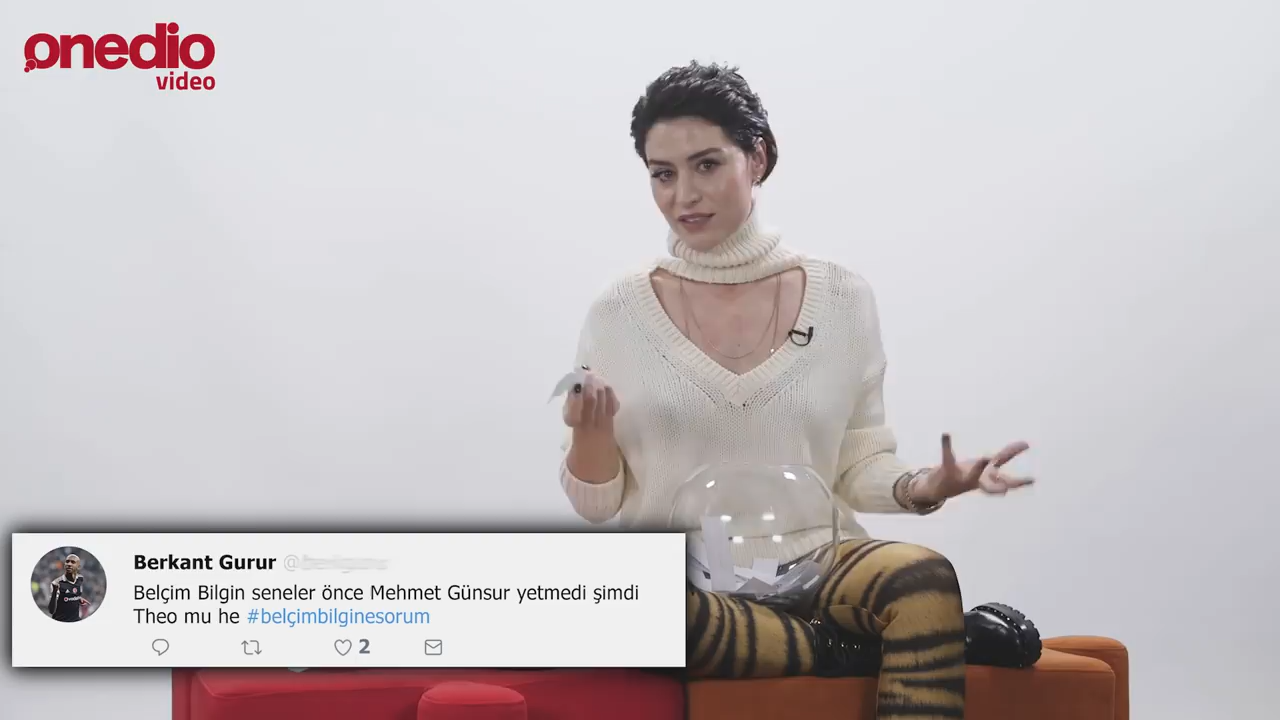 onedio
video
Berkant Gurur @
Belçim Bilgin seneler önce Mehmet Günsur yetmedi şimdi
Theo mu he #belçimbilginesorum
2